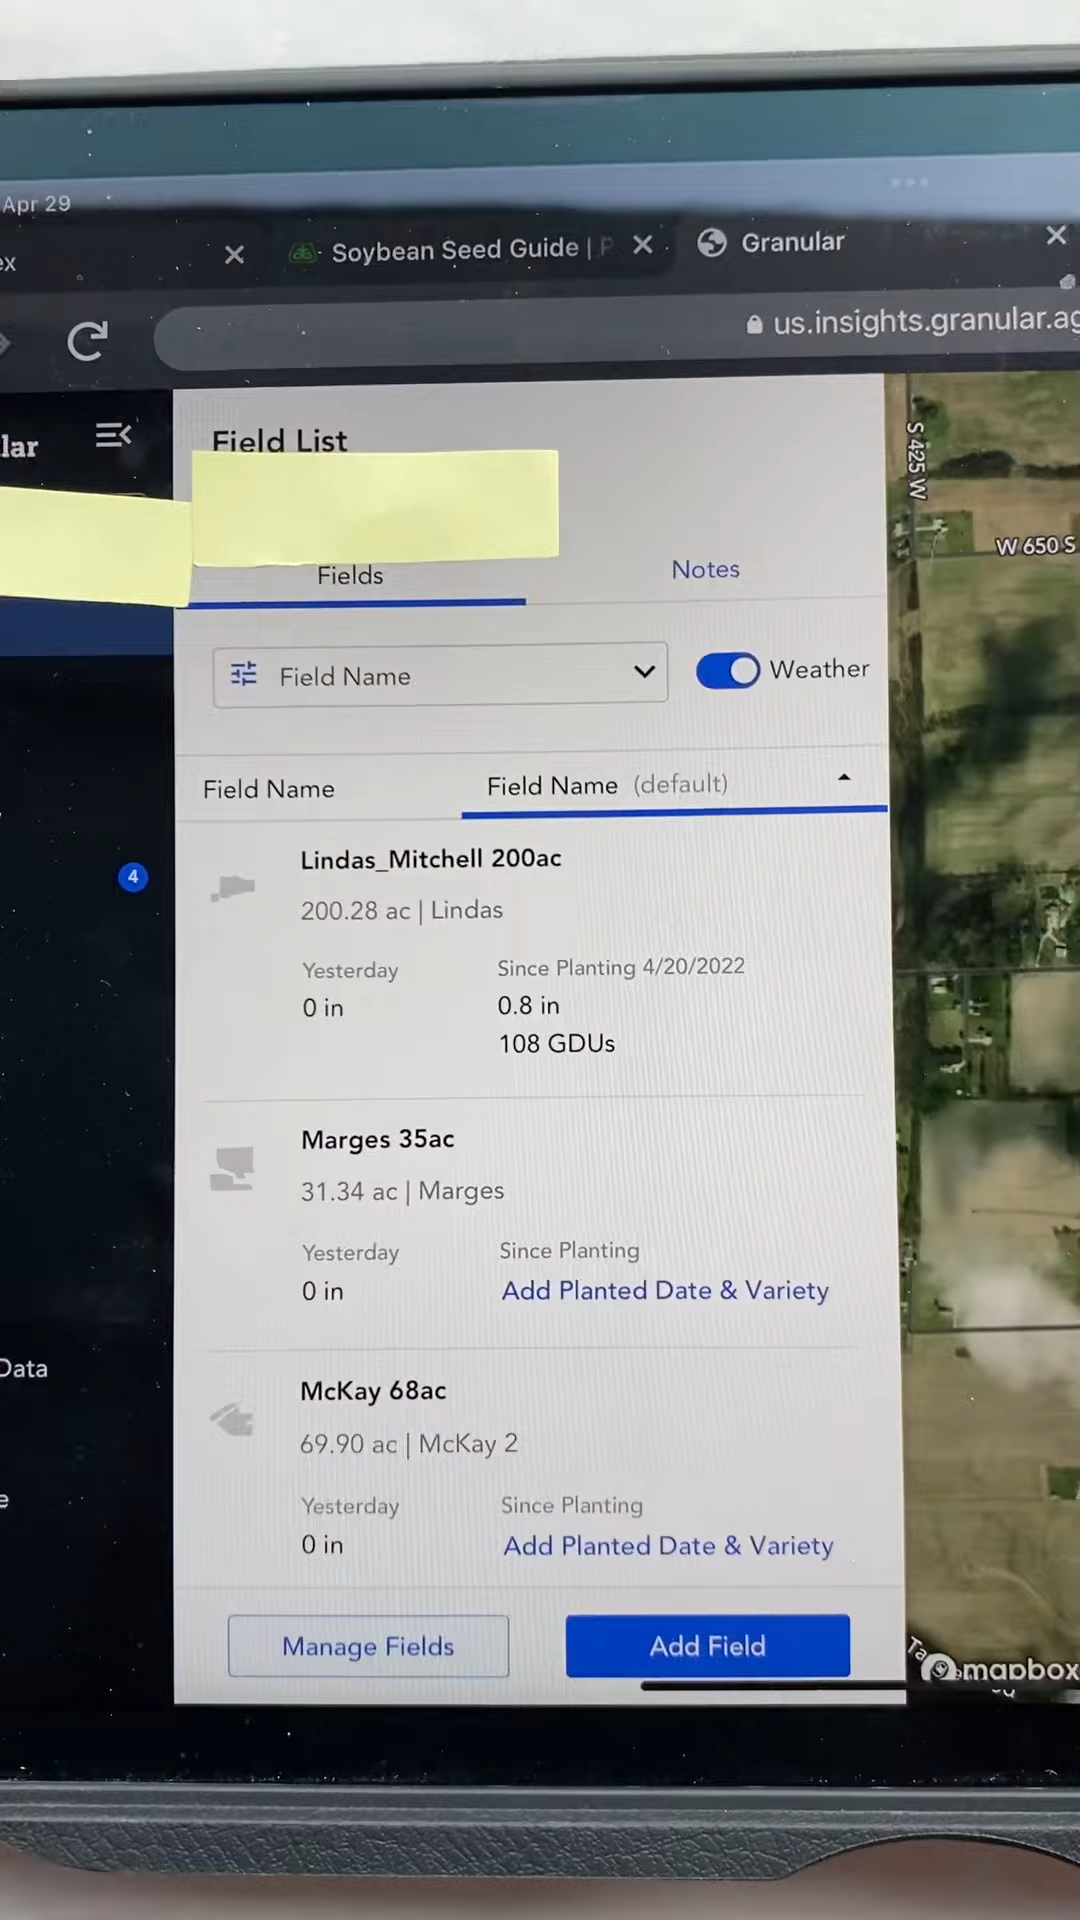 Apr 29
ex
Soybean Seed Guide | P
Granular
us.insights.granular.ag
lar
Field List
Fields
Notes
Field Name
Weather
Field Name
Field Name (default)
Lindas_Mitchell 200ac
200.28 ac | Lindas
Yesterday
Since Planting 4/20/2022
0 in
0.8 in
108 GDUs
4
Marges 35ac
31.34 ac | Marges
Yesterday
Since Planting
0 in
Add Planted Date & Variety
Data
McKay 68ac
69.90 ac | McKay 2
e
Yesterday
Since Planting
0 in
Add Planted Date & Variety
Manage Fields
Add Field
S 425 W
W 650 S
mapbox